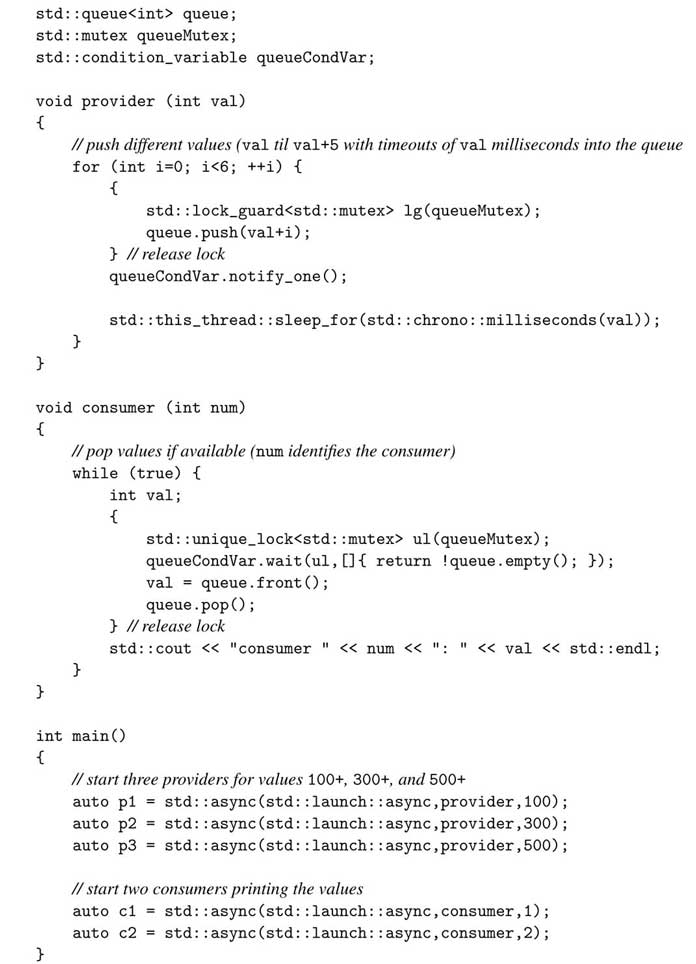 std::queue<int> queue;
std::mutex queueMutex;
std::condition_variable queueCondVar;

void provider (int val)
{
    // push different values (val til val+5 with timeouts of val milliseconds into the queue
    for (int i=0; i<6; ++i) {
        {
            std::lock_guard<std::mutex> lg(queueMutex);
            queue.push(val+i);
        } // release lock
        queueCondVar.notify_one();

        std::this_thread::sleep_for(std::chrono::milliseconds(val));
    }
}

void consumer (int num)
{
    // pop values if available (num identifies the consumer)
    while (true) {
        int val;
        {
            std::unique_lock<std::mutex> ul(queueMutex);
            queueCondVar.wait(ul,[]{ return !queue.empty(); });
            val = queue.front();
            queue.pop();
        } // release lock
        std::cout << "consumer " << num << ": " << val << std::endl;
    }
}

int main()
{
    // start three providers for values 100+, 300+, and 500+
    auto p1 = std::async(std::launch::async,provider,100);
    auto p2 = std::async(std::launch::async,provider,300);
    auto p3 = std::async(std::launch::async,provider,500);

    // start two consumers printing the values
    auto c1 = std::async(std::launch::async,consumer,1);
    auto c2 = std::async(std::launch::async,consumer,2);
}